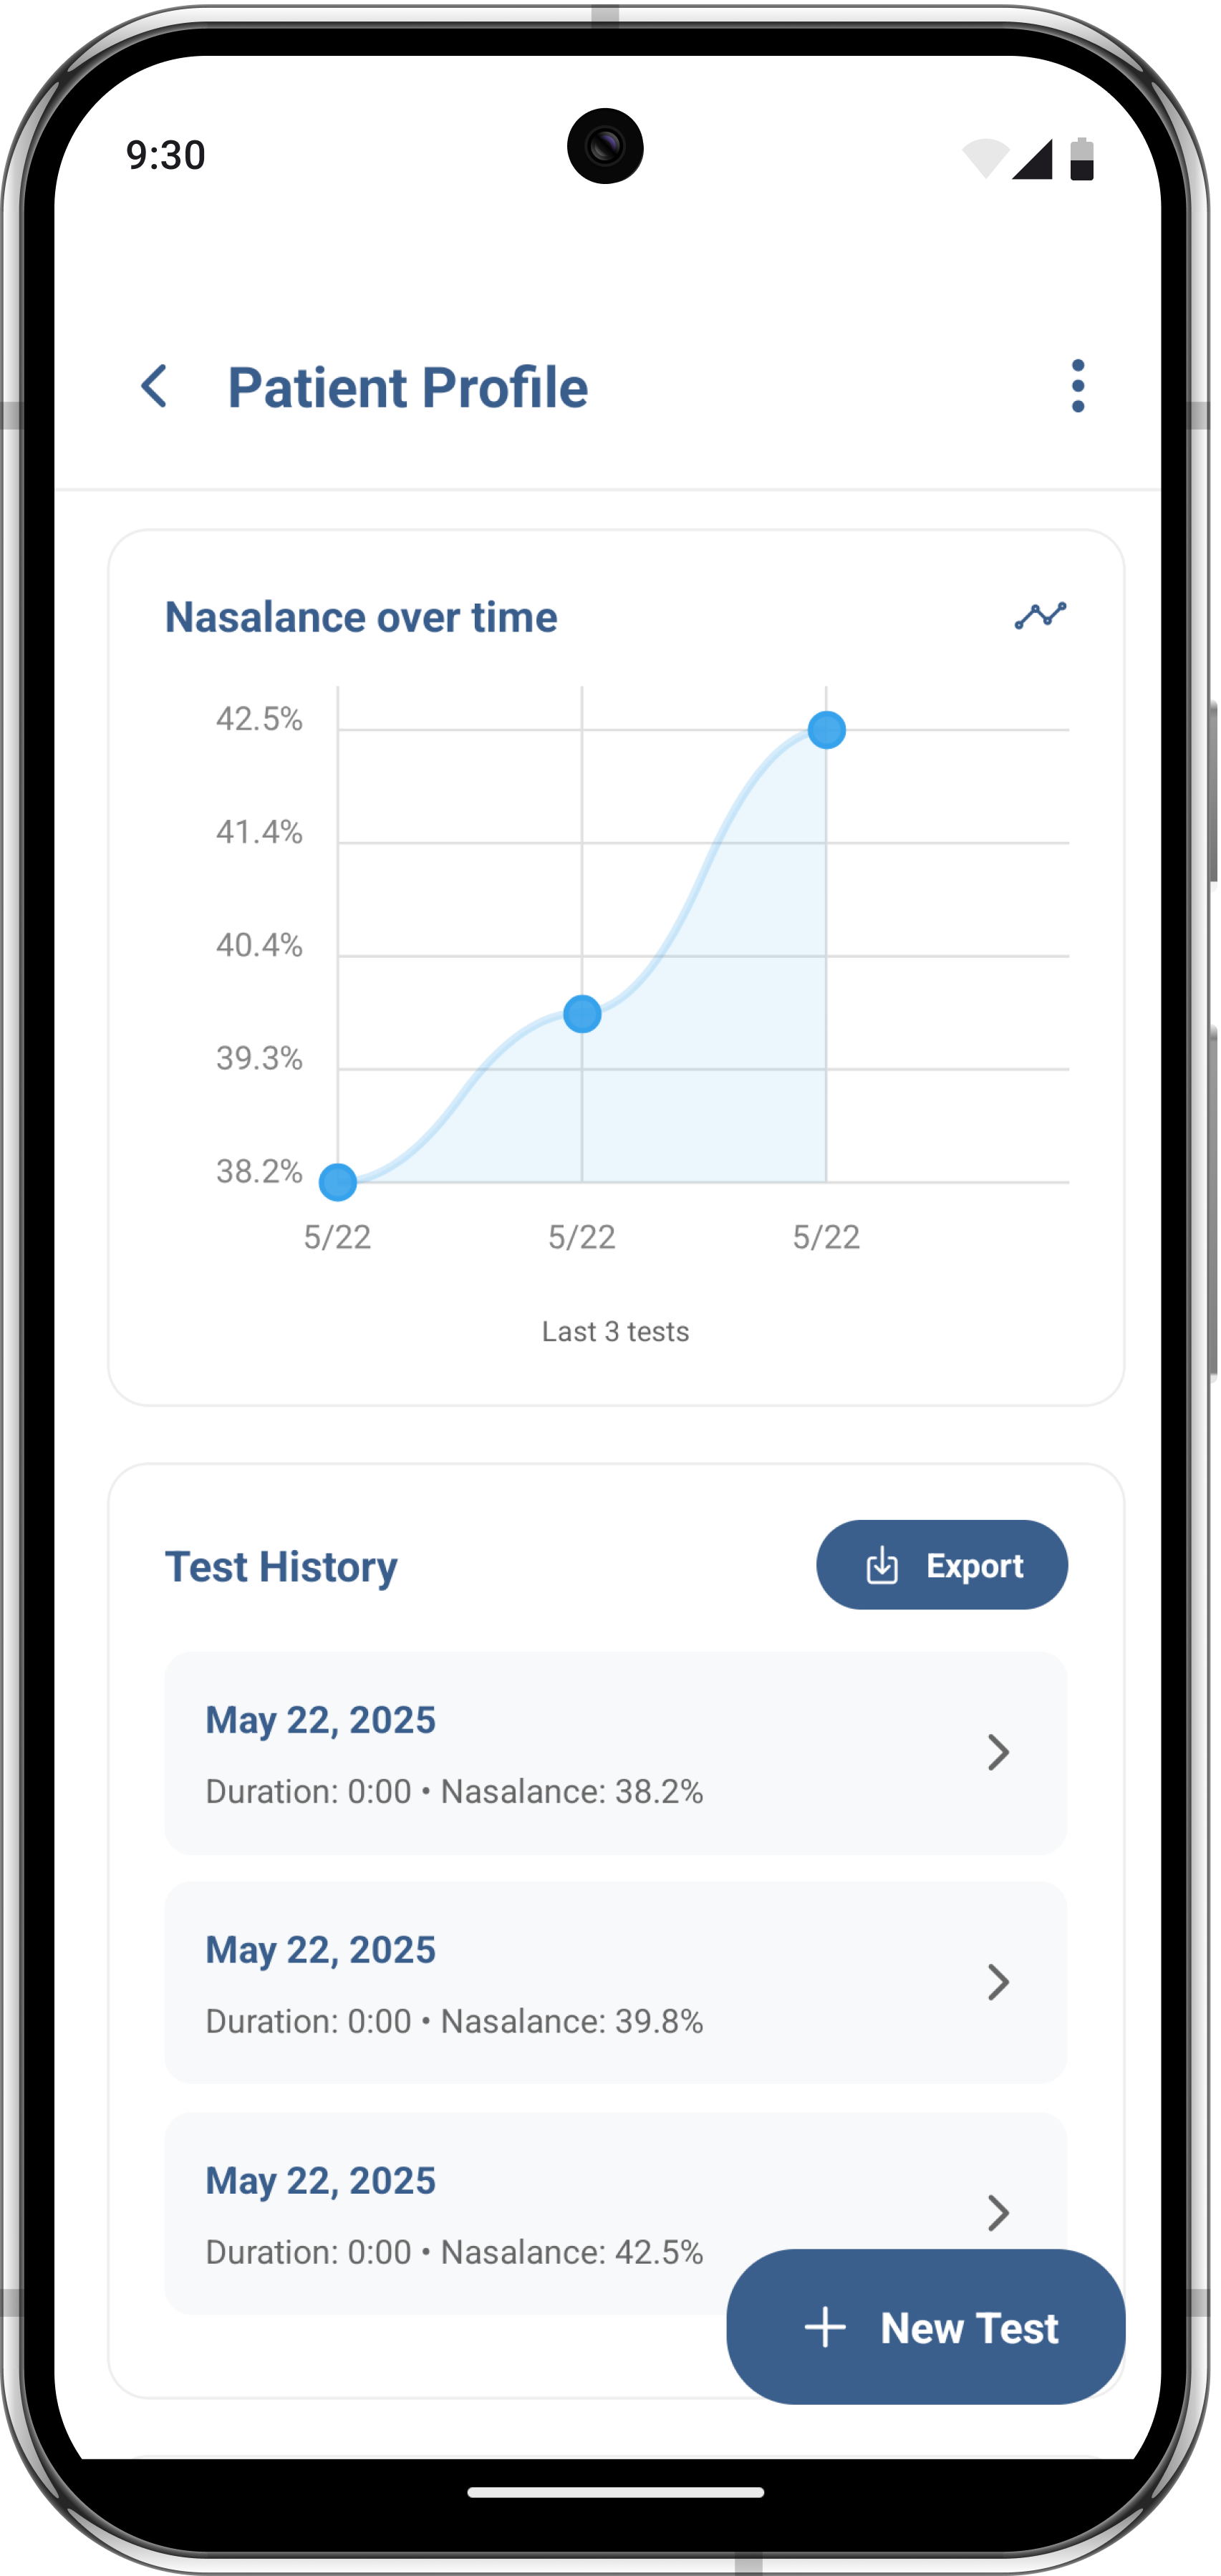 9:30
Patient Profile
Nasalance over time
42.5%
41.4%
40.4%
39.3%
38.2%
5/22 5/22 5/22
Last 3 tests
Test History
Export
May 22, 2025
Duration: 0:00 • Nasalance: 38.2%
May 22, 2025
Duration: 0:00 • Nasalance: 39.8%
May 22, 2025
Duration: 0:00 • Nasalance: 42.5%
New Test